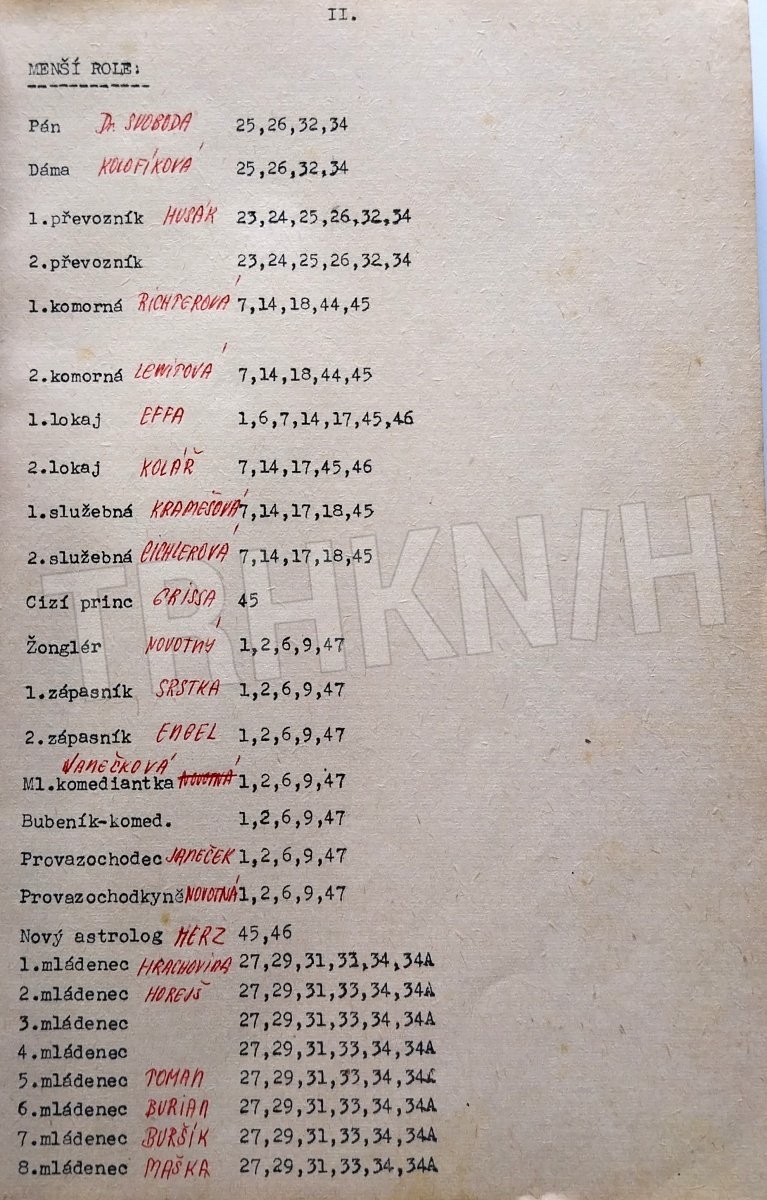 II.
MENŠÍ ROLE:
Pán Dr. SVOBODA 25,26,32,34
Dáma KOLOFÍKOVÁ 25,26,32,34
1.převozník HUSÁK 23,24,25,26,32,34
2.převozník 23,24,25,26,32,34
1.komorná RICHTEROVÁ 7,14,18,44,45
2.komorná LEWITOVÁ 7,14,18,44,45
1.lokaj EFFA 1,6,7,14,17,45,46
2.lokaj KOLÁŘ 7,14,17,45,46
1.služebná KRAMEŠOVÁ 7,14,17,18,45
2.služebná EICHLEROVÁ 7,14,17,18,45
Cizí princ GRISSA 45
Žonglér NOVOTNÝ 1,2,6,9,47
1.zápasník SRSTKA 1,2,6,9,47
2.zápasník ENGEL 1,2,6,9,47
VANEČKOVÁ
Ml.komediantka NOVOTNÁ 1,2,6,9,47
Bubeník-komed. 1,2,6,9,47
Provazochodec JANEČEK 1,2,6,9,47
Provazochodkyně NOVOTNÁ 1,2,6,9,47
Nový astrolog HERZ 45,46
1.mládenec HRACHOVINA 27,29,31,33,34,34A
2.mládenec HOREJŠ 27,29,31,33,34,34A
3.mládenec 27,29,31,33,34,34A
4.mládenec 27,29,31,33,34,34A
5.mládenec TOMAN 27,29,31,33,34,34A
6.mládenec BURIAN 27,29,31,33,34,34A
7.mládenec BURŠÍK 27,29,31,33,34,34A
8.mládenec MAŠKA 27,29,31,33,34,34A
TRHKN/H